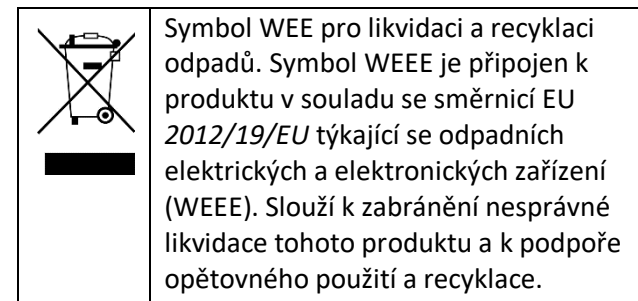 Symbol WEE pro likvidaci a recyklaci
odpadů. Symbol WEEE je připojen k
produktu v souladu se směrnicí EU
2012/19/EU týkající se odpadních
elektrických a elektronických zařízení
(WEEE). Slouží k zabránění nesprávné
likvidace tohoto produktu a k podpoře
opětovného použití a recyklace.